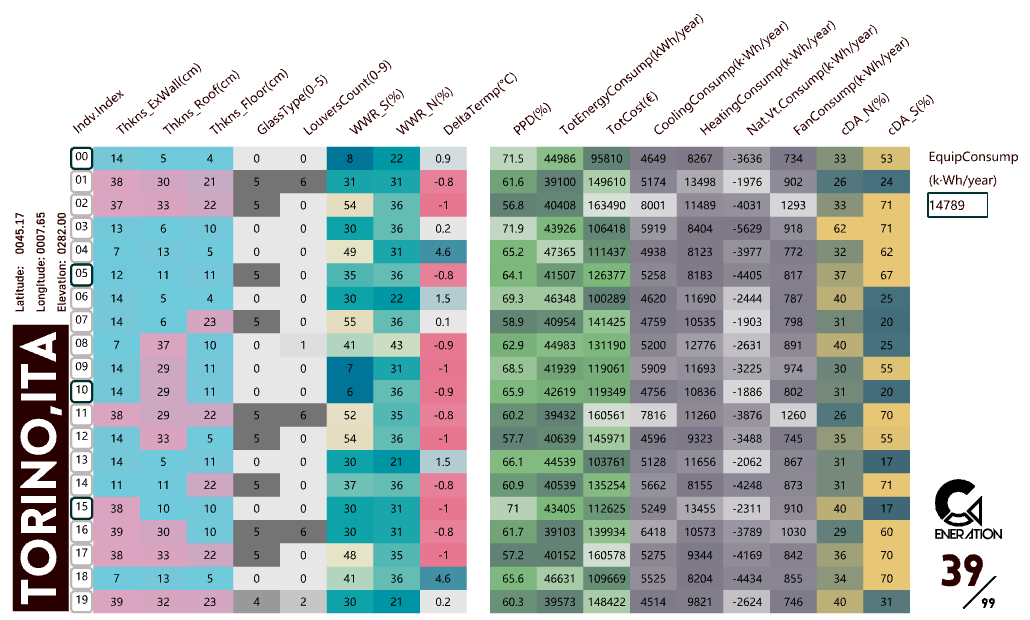 Indv.Index Thkns_ExWall(cm) Thkns_Roof(cm) Thkns_Floor(cm) GlassType(0-5) LouversCount(0-9) WWR_S(%) WWR_N(%) DeltaTermp(°C) PPD(%) TotEnergyConsump(kWh/year) TotCost(€) CoolingConsump(k·Wh/year) HeatingConsump(k·Wh/year) Nat.Vt.Consump(k·Wh/year) FanConsump(k·Wh/year) cDA_N(%) cDA_S(%)
00 14 5 4 0 0 8 22 0.9 71.5 44986 95810 4649 8267 -3636 734 33 53
01 38 30 21 5 6 31 31 -0.8 61.6 39100 149610 5174 13498 -1976 902 26 24
02 37 33 22 5 0 54 36 -1 56.8 40408 163490 8001 11489 -4031 1293 33 71
03 13 6 10 0 0 30 36 0.2 71.9 43926 106418 5919 8404 -5629 918 62 71
04 7 13 5 0 0 49 31 4.6 65.2 47365 111437 4938 8123 -3977 772 32 62
05 12 11 11 5 0 35 36 -0.8 64.1 41507 126377 5258 8183 -4405 817 37 67
06 14 5 4 0 0 30 22 1.5 69.3 46348 100289 4620 11690 -2444 787 40 25
07 14 6 23 5 0 55 36 0.1 58.9 40954 141425 4759 10535 -1903 798 31 20
08 7 37 10 0 1 41 43 -0.9 62.9 44983 131190 5200 12776 -2631 891 40 25
09 14 29 11 0 0 7 31 -1 68.5 41939 119061 5909 11693 -3225 974 30 55
10 14 29 11 0 0 6 36 -0.9 65.9 42619 119349 4756 10836 -1886 802 31 20
11 38 29 22 5 6 52 35 -0.8 60.2 39432 160561 7816 11260 -3876 1260 26 70
12 14 33 5 5 0 54 36 -1 57.7 40639 145971 4596 9323 -3488 745 35 55
13 14 5 11 0 0 30 21 1.5 66.1 44539 103761 5128 11656 -2062 867 31 17
14 11 11 22 5 0 37 36 -0.8 60.9 40539 135254 5662 8155 -4248 873 31 71
15 38 10 10 0 0 30 31 -1 71 43405 112625 5249 13455 -2311 910 40 17
16 39 30 10 5 6 30 31 -0.8 61.7 39103 139934 6418 10573 -3789 1030 29 60
17 38 33 22 5 0 48 35 -1 57.2 40152 160578 5275 9344 -4169 842 36 70
18 7 13 5 0 0 41 36 4.6 65.6 46631 109669 5525 8204 -4434 855 34 70
19 39 32 23 4 2 30 21 0.2 60.3 39573 148422 4514 9821 -2624 746 40 31
EquipConsump
(k·Wh/year)
14789
Latitude: 0045.17
Longitude: 0007.65
Elevation: 0282.00
TORINO,ITA
ENERATION
39/99